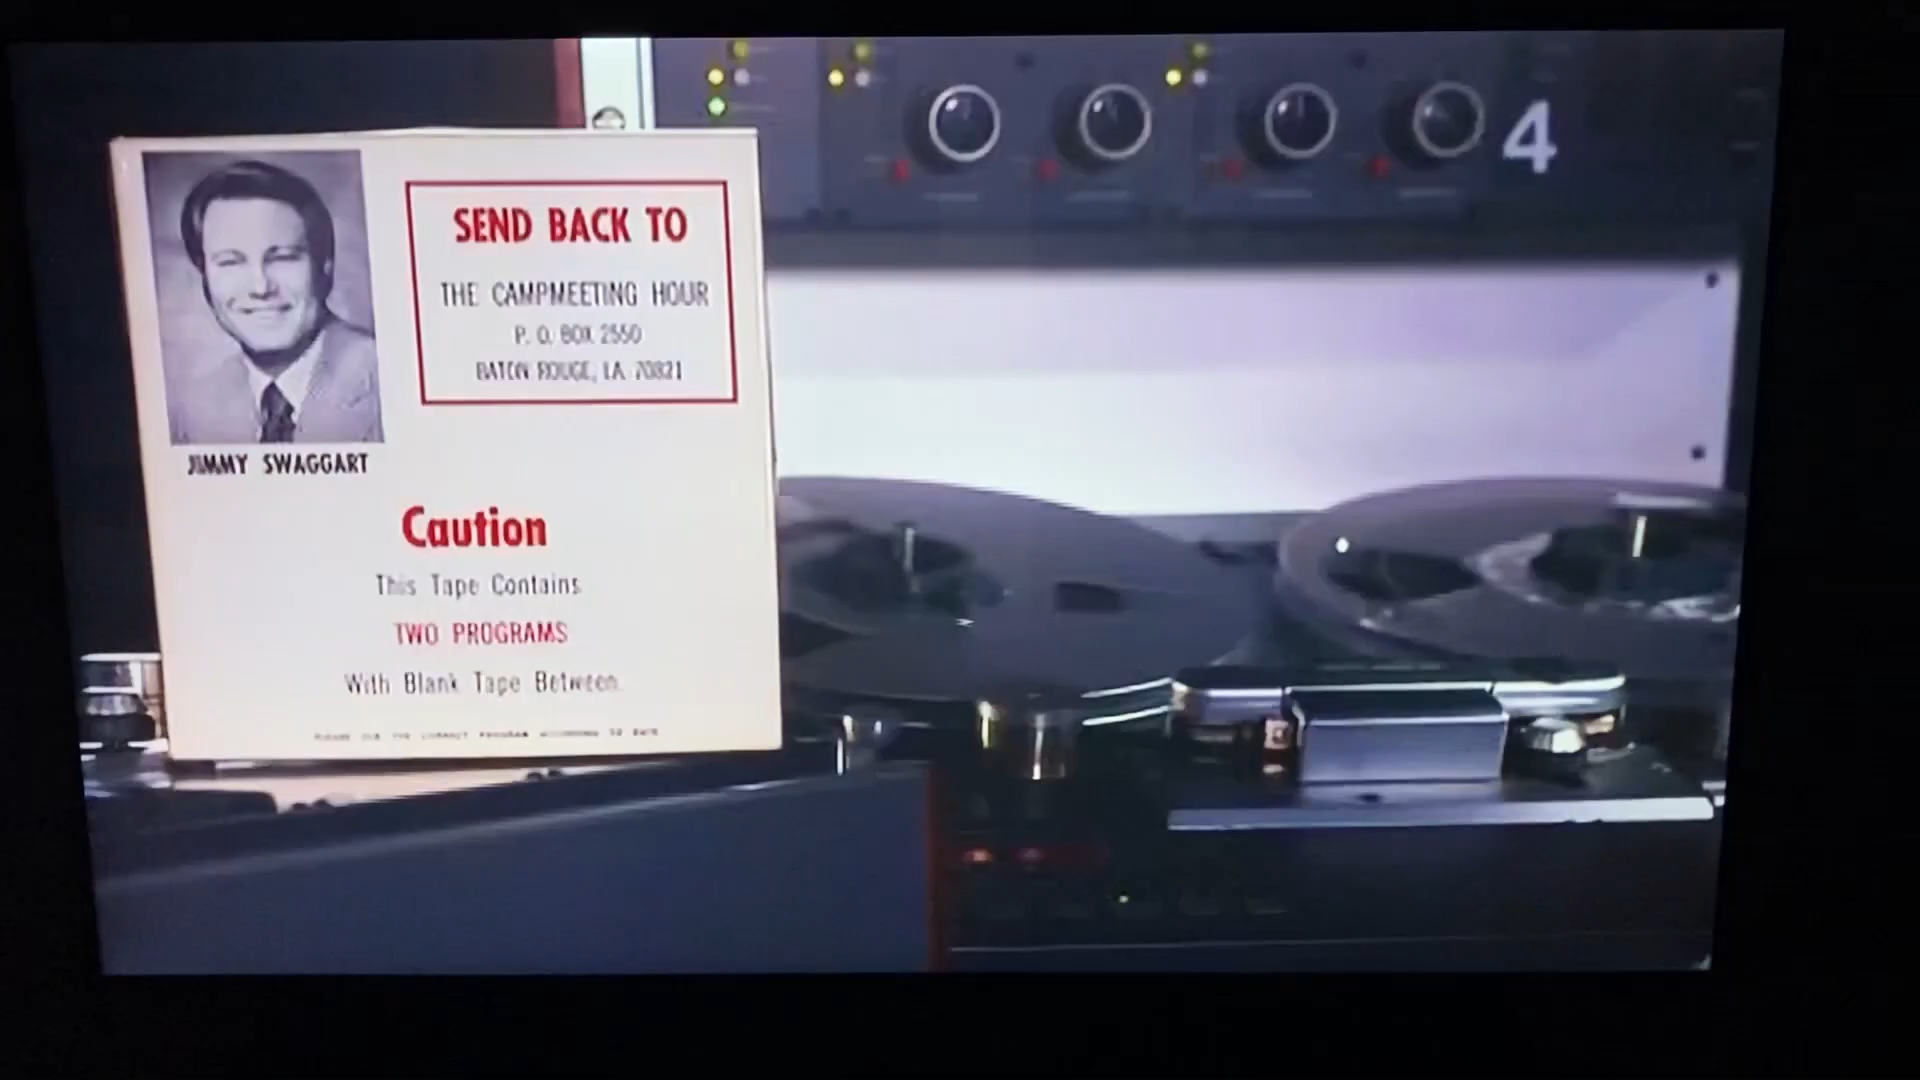 4
SEND BACK TO
THE CAMPMEETING HOUR
P. O. BOX 2550
BATON ROUGE, LA 70821
JIMMY SWAGGART
Caution
This Tape Contains
TWO PROGRAMS
With Blank Tape Between.